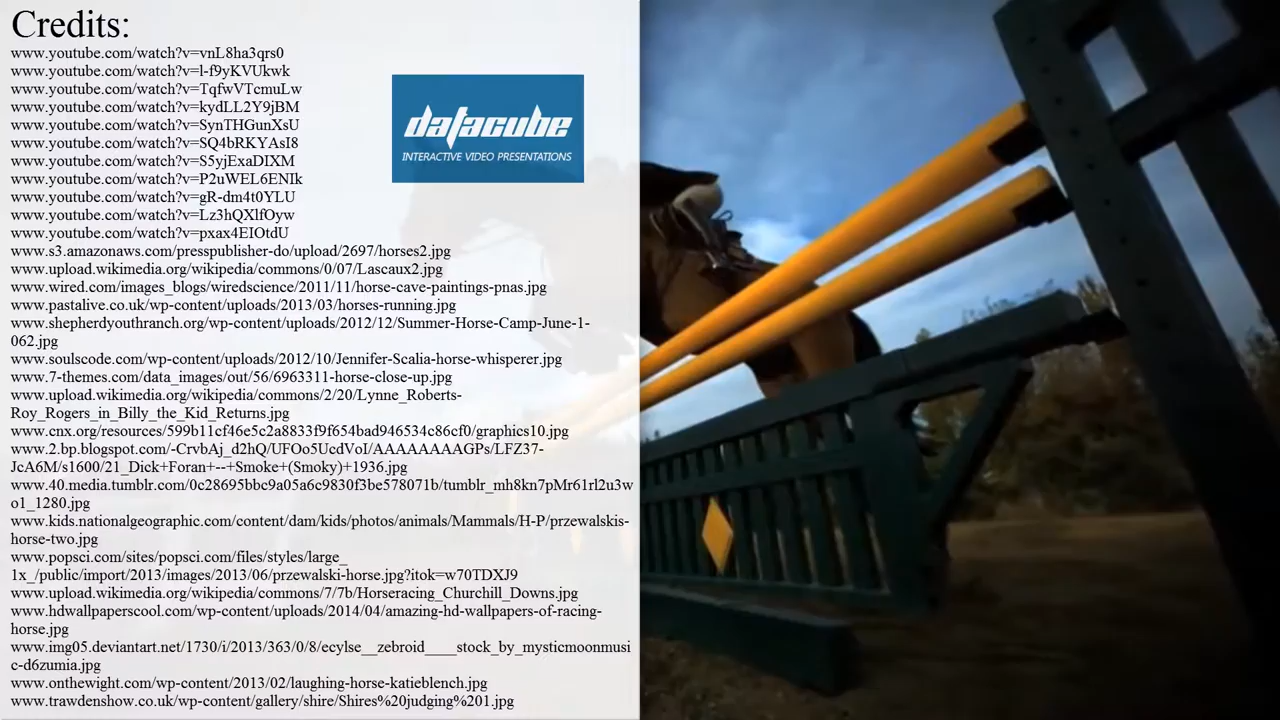 Credits:
www.youtube.com/watch?v=vnL8ha3qrs0
www.youtube.com/watch?v=l-f9yKVUkwk
www.youtube.com/watch?v=TqfwVTcmuLw
www.youtube.com/watch?v=kydLL2Y9jBM
www.youtube.com/watch?v=SynTHGunXsU
www.youtube.com/watch?v=SQ4bRKYAsI8
www.youtube.com/watch?v=S5yjExaDIXM
www.youtube.com/watch?v=P2uWEL6ENIk
www.youtube.com/watch?v=gR-dm4t0YLU
www.youtube.com/watch?v=Lz3hQXlfOyw
www.youtube.com/watch?v=pxax4EIOtdU
www.s3.amazonaws.com/presspublisher-do/upload/2697/horses2.jpg
www.upload.wikimedia.org/wikipedia/commons/0/07/Lascaux2.jpg
www.wired.com/images_blogs/wiredscience/2011/11/horse-cave-paintings-pnas.jpg
www.pastalive.co.uk/wp-content/uploads/2013/03/horses-running.jpg
www.shepherdyouthranch.org/wp-content/uploads/2012/12/Summer-Horse-Camp-June-1-
062.jpg
www.soulscode.com/wp-content/uploads/2012/10/Jennifer-Scalia-horse-whisperer.jpg
www.7-themes.com/data_images/out/56/6963311-horse-close-up.jpg
www.upload.wikimedia.org/wikipedia/commons/2/20/Lynne_Roberts-
Roy_Rogers_in_Billy_the_Kid_Returns.jpg
www.cnx.org/resources/599b11cf46e5c2a8833f9f654bad946534c86cf0/graphics10.jpg
www.2.bp.blogspot.com/-CrvbAj_d2hQ/UFOo5UcdVoI/AAAAAAAAGPs/LFZ37-
JcA6M/s1600/21_Dick+Foran+--+Smoke+(Smoky)+1936.jpg
www.40.media.tumblr.com/0c28695bbc9a05a6c9830f3be578071b/tumblr_mh8kn7pMr61rl2u3w
o1_1280.jpg
www.kids.nationalgeographic.com/content/dam/kids/photos/animals/Mammals/H-P/przewalskis-
horse-two.jpg
www.popsci.com/sites/popsci.com/files/styles/large_
1x_/public/import/2013/images/2013/06/przewalski-horse.jpg?itok=w70TDXJ9
www.upload.wikimedia.org/wikipedia/commons/7/7b/Horseracing_Churchill_Downs.jpg
www.hdwallpaperscool.com/wp-content/uploads/2014/04/amazing-hd-wallpapers-of-racing-
horse.jpg
www.img05.deviantart.net/1730/i/2013/363/0/8/ecylse__zebroid____stock_by_mysticmoonmusi
c-d6zumia.jpg
www.onthewight.com/wp-content/2013/02/laughing-horse-katieblench.jpg
www.trawdenshow.co.uk/wp-content/gallery/shire/Shires%20judging%201.jpg
datacube
INTERACTIVE VIDEO PRESENTATIONS